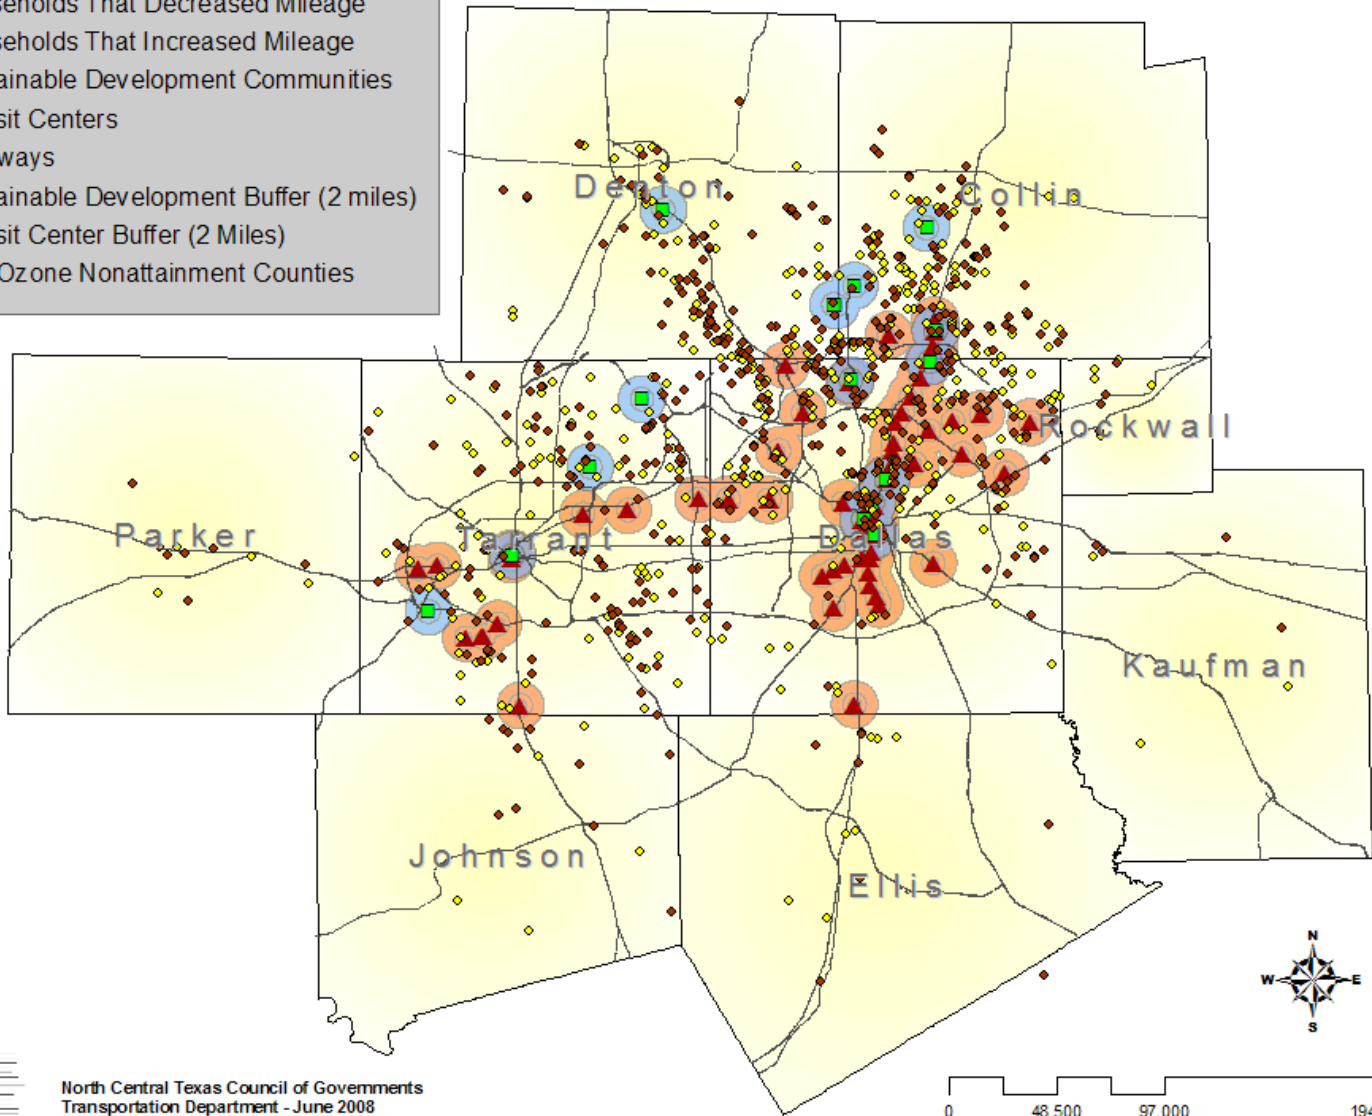 seholds That Decreased Mileage
seholds That Increased Mileage
ainable Development Communities
sit Centers
ways
ainable Development Buffer (2 miles)
sit Center Buffer (2 Miles)
Ozone Nonattainment Counties
Denton
Collin
Rockwall
Parker
Tarrant
Dallas
Kaufman
Johnson
Ellis
N
W E
S
North Central Texas Council of Governments
Transportation Department - June 2008
0 48,500 97,000 194